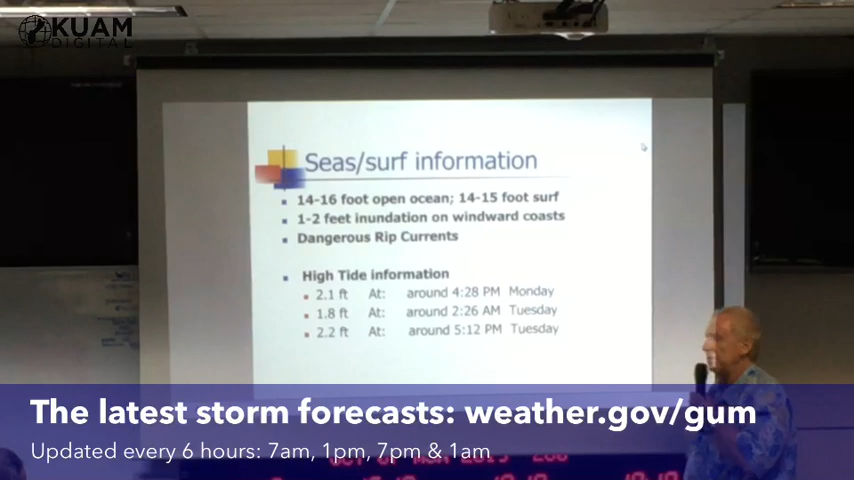 KUAM
DIGITAL
Seas/surf information
14-16 foot open ocean; 14-15 foot surf
1-2 feet inundation on windward coasts
Dangerous Rip Currents
High Tide information
2.1 ft At: around 4:28 PM Monday
1.8 ft At: around 2:26 AM Tuesday
2.2 ft At: around 5:12 PM Tuesday
The latest storm forecasts: weather.gov/gum
Updated every 6 hours: 7am, 1pm, 7pm & 1am